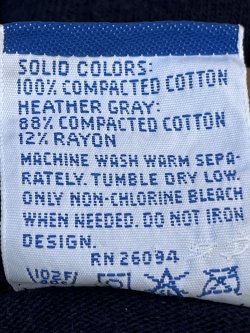 SOLID COLORS:
100% COMPACTED COTTON
HEATHER GRAY:
88% COMPACTED COTTON
12% RAYON
MACHINE WASH WARM SEPA-
RATELY. TUMBLE DRY LOW.
ONLY NON-CHLORINE BLEACH
WHEN NEEDED. DO NOT IRON
DESIGN.
RN 26094